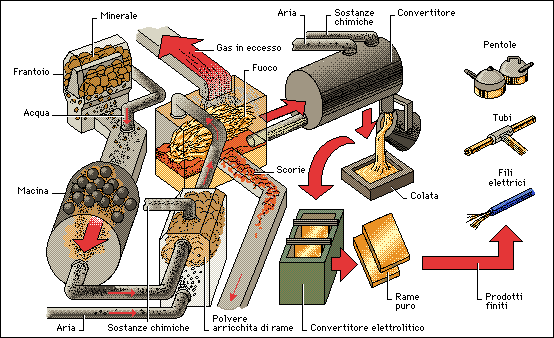 Minerale
Aria
Sostanze
chimiche
Convertitore
Gas in eccesso
Pentole
Frantoio
Fuoco
Acqua
Tubi
Scorie
Macina
Colata
Fili
elettrici
Rame
puro
Prodotti
finiti
Aria
Sostanze chimiche
Polvere
arricchita di rame
Convertitore elettrolitico